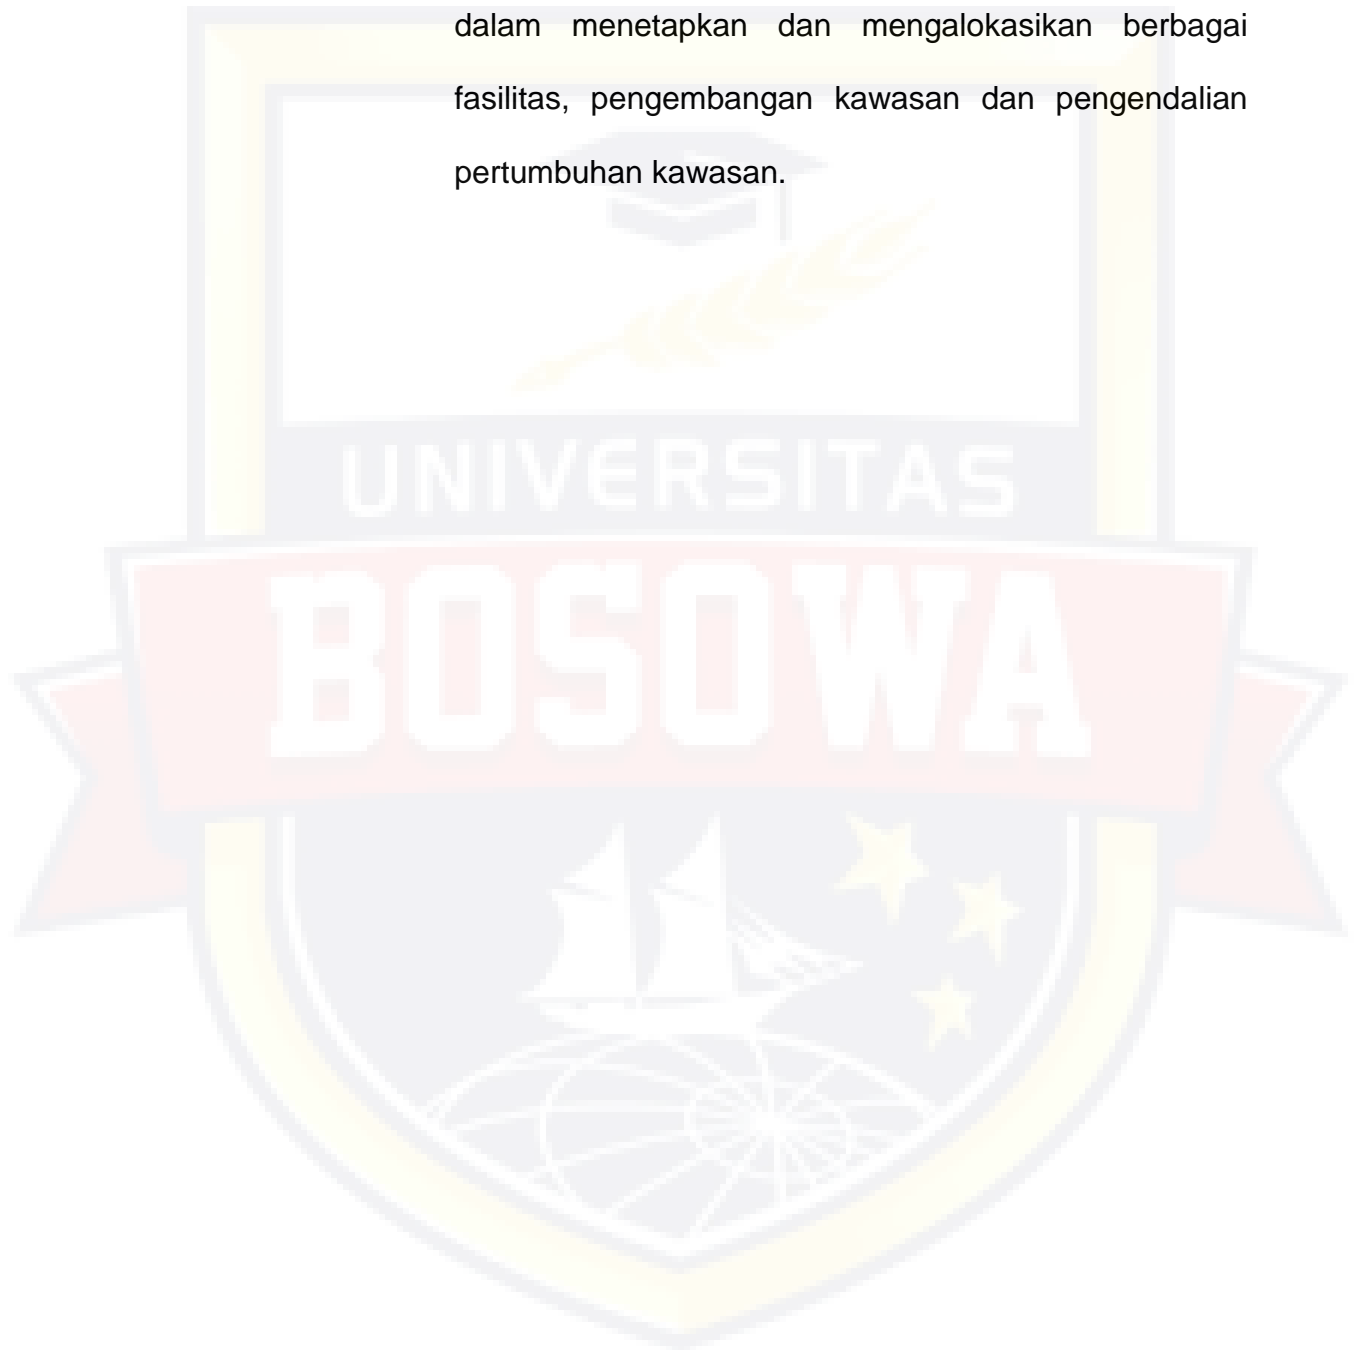 dalam menetapkan dan mengalokasikan berbagai
fasilitas, pengembangan kawasan dan pengendalian
pertumbuhan kawasan.
UNIVERSITAS
BOSOWA